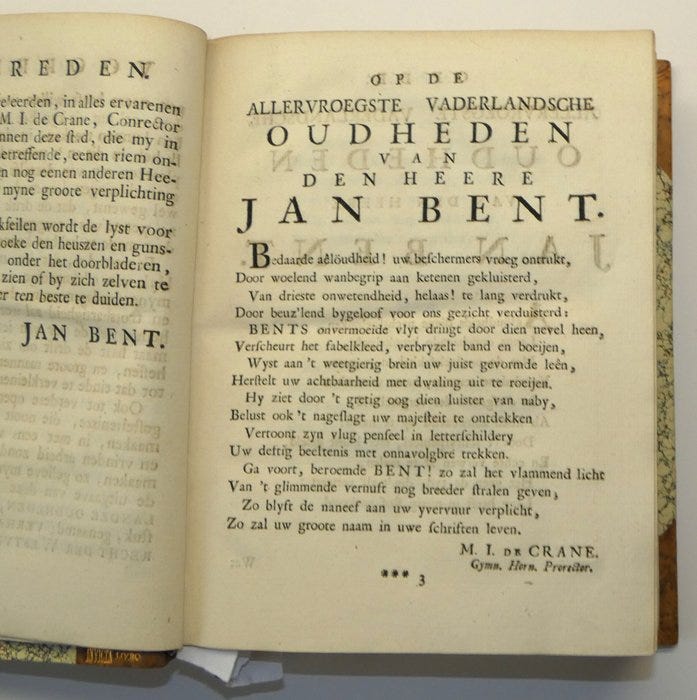 REDEN.
geleerden, in alles ervarenen
M. I. de Crane, Conrector
nnen deze stad, die my in
etreffende, eenen riem on-
en nog eenen anderen Hee-
myne groote verplichting
kfeilen wordt de lyst voor
oeke den heuszen en guns-
onder het doorbladeren,
zien of by zich zelven te
er ten beste te duiden.
JAN BENT.
OP DE
ALLERVROEGSTE VADERLANDSCHE
OUDHEDEN
VAN
DEN HEERE
JAN BENT.
Bedaarde aêloudheid! uw beschermers vroeg ontrukt,
Door woelend wanbegrip aan ketenen gekluisterd,
Van drieste onwetendheid, helaas! te lang verdrukt,
Door beuz'lend bygeloof voor ons gezicht verduisterd:
BENTS onvermoeide vlyt dringt door dien nevel heen,
Verscheurt het fabelkleed, verbryzelt band en boeijen,
Wyst aan 't weetgierig brein uw juist gevormde leên,
Herstelt uw achtbaarheid met dwaling uit te roeijen.
Hy ziet door 't gretig oog dien luister van naby,
Belust ook 't nageslagt uw majesteit te ontdekken
Vertoont zyn vlug penseel in letterschildery
Uw deftig beeltenis met onnavolgbre trekken.
Ga voort, beroemde BENT! zo zal het vlammend licht
Van 't glimmende vernuft nog breeder stralen geven,
Zo blyft de naneef aan uw yvervuur verplicht,
Zo zal uw groote naam in uwe schriften leven.
M. I. DE CRANE.
Gymn. Horn. Prorector.
*** 3